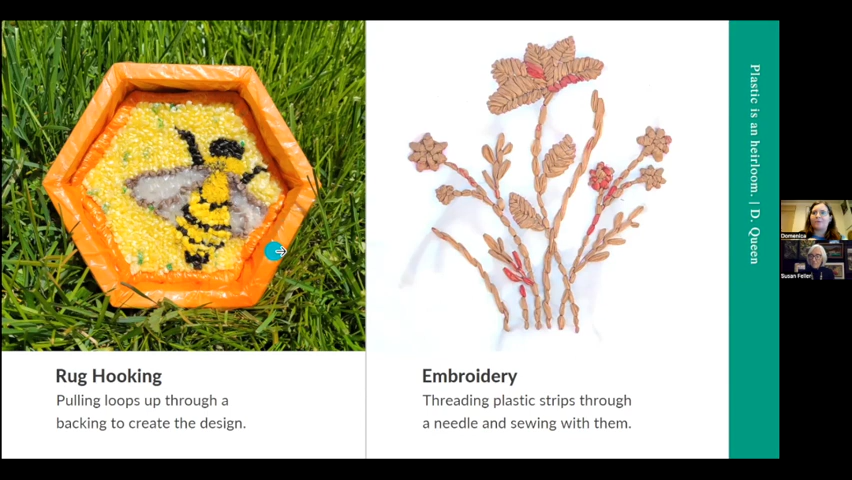 Rug Hooking
Pulling loops up through a
backing to create the design.
Embroidery
Threading plastic strips through
a needle and sewing with them.
Plastic is an heirloom. | D. Queen
Domenica
Susan Feller